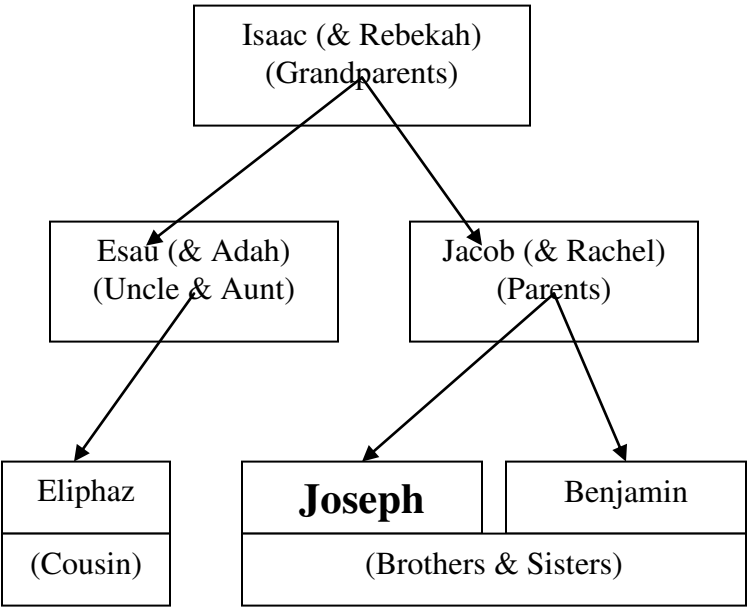 Isaac (& Rebekah)
(Grandparents)
Esau (& Adah)
(Uncle & Aunt)
Jacob (& Rachel)
(Parents)
Eliphaz
Joseph
Benjamin
(Cousin)
(Brothers & Sisters)